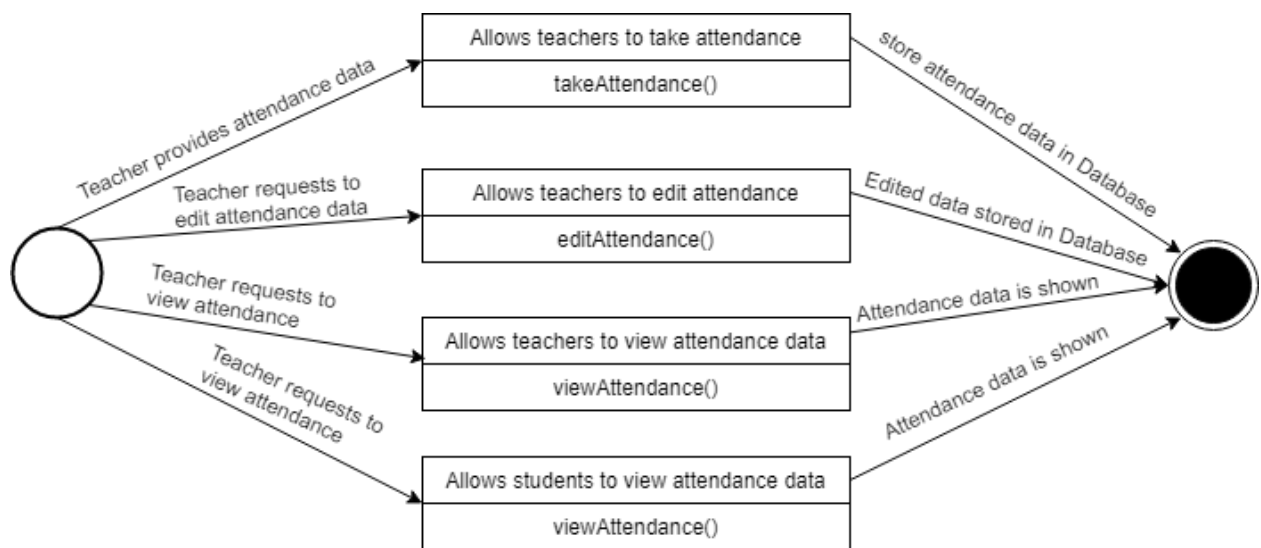 Allows teachers to take attendance
takeAttendance()
Teacher provides attendance data
store attendance data in Database
Teacher requests to
edit attendance data
Allows teachers to edit attendance
editAttendance()
Edited data stored in Database
Teacher requests to
view attendance
Allows teachers to view attendance data
viewAttendance()
Attendance data is shown
Teacher requests to
view attendance
Allows students to view attendance data
viewAttendance()
Attendance data is shown